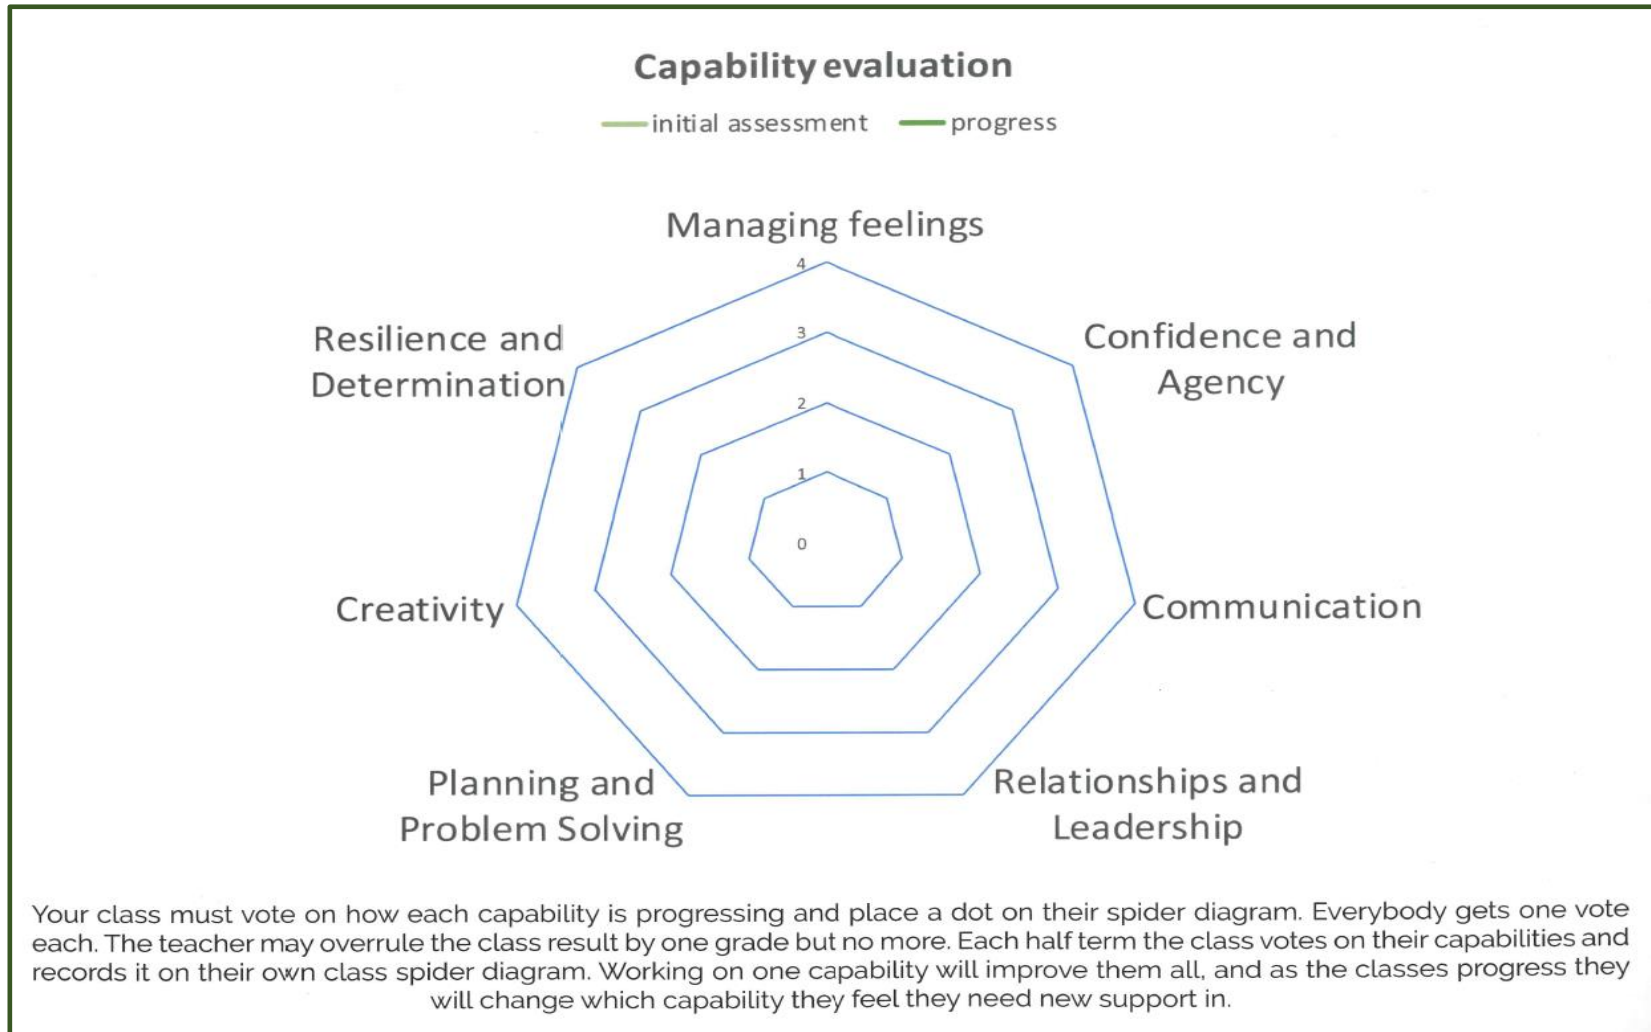 Capability evaluation
initial assessment progress
Managing feelings
4
3
2
1
0
Confidence and
Agency
Communication
Relationships and
Leadership
Planning and
Problem Solving
Creativity
Resilience and
Determination
Your class must vote on how each capability is progressing and place a dot on their spider diagram. Everybody gets one vote
each. The teacher may overrule the class result by one grade but no more. Each half term the class votes on their capabilities and
records it on their own class spider diagram. Working on one capability will improve them all, and as the classes progress they
will change which capability they feel they need new support in.